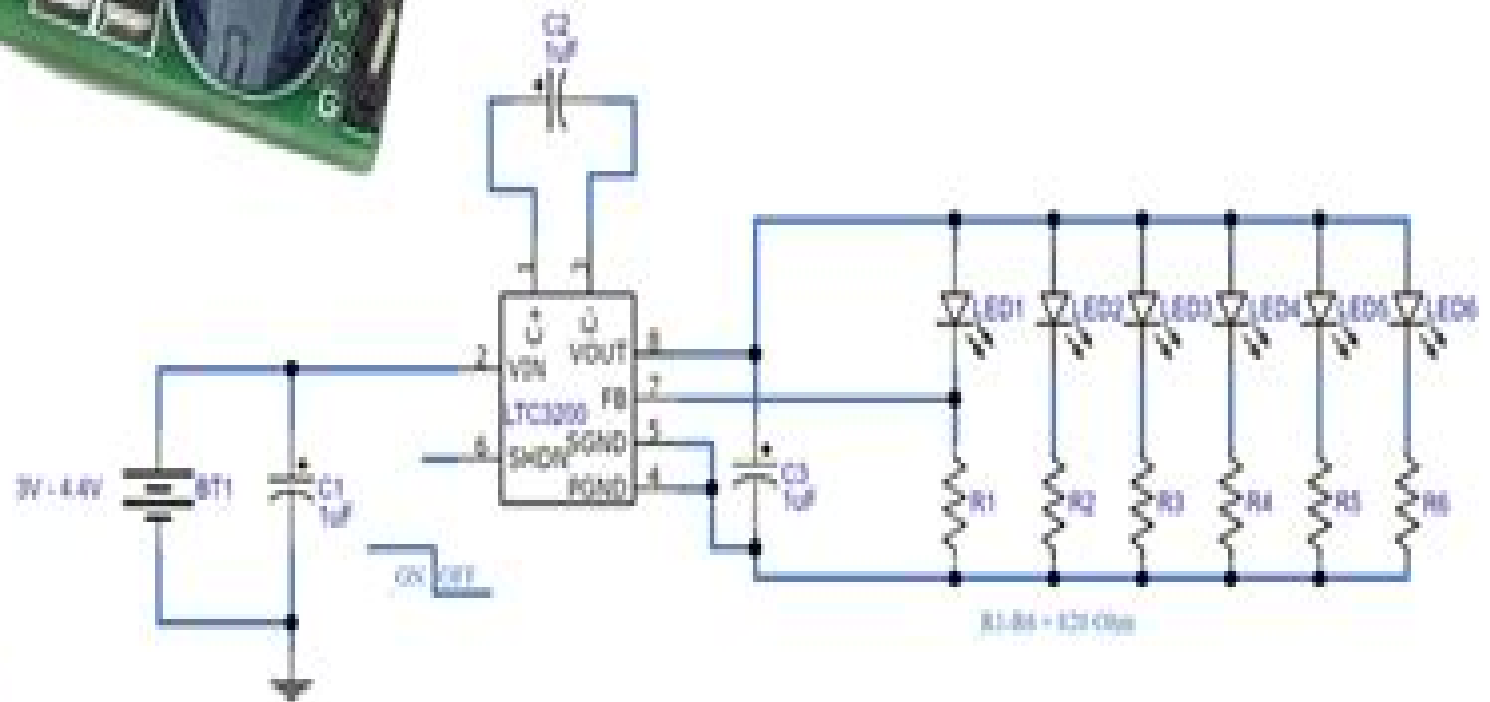 V
G
G
C2
1uF
C+
C-
2
VIN
VOUT
8
FB
7
LTC3200
6
SHDN
SGND
5
PGND
4
3V - 4.4V
BT1
C1
1uF
C3
1uF
ON OFF
LED1
LED2
LED3
LED4
LED5
LED6
R1
R2
R3
R4
R5
R6